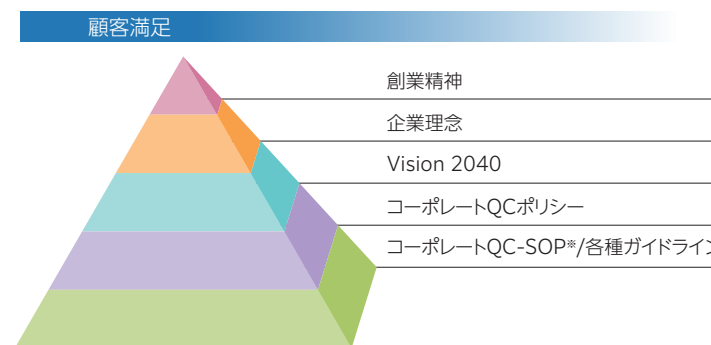 顧客満足
創業精神
企業理念
Vision 2040
コーポレートQCポリシー
コーポレートQC-SOP※/各種ガイドライン